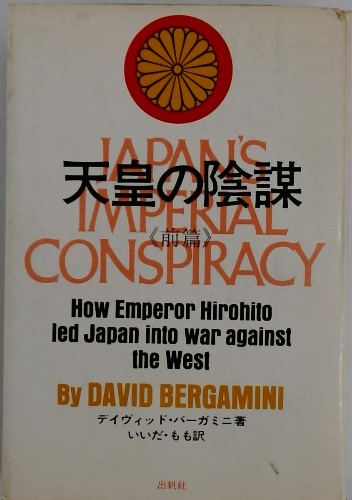 JAPAN'S
天皇の陰謀
IMPERIAL
《前篇》
CONSPIRACY
How Emperor Hirohito
led Japan into war against
the West
By DAVID BERGAMINI
デイヴィッド・バーガミニ著
いいだ・もも訳
出帆社